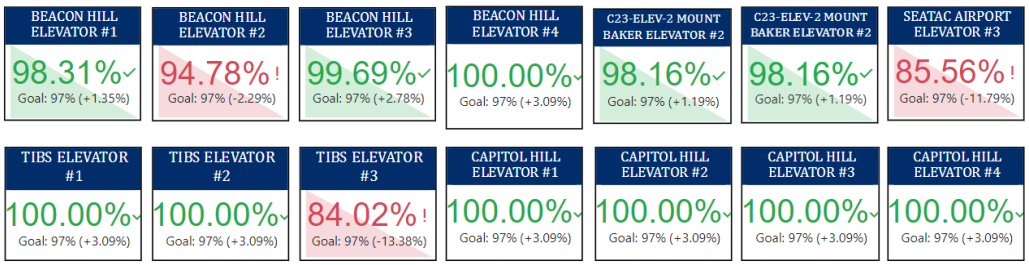 BEACON HILL
ELEVATOR #1
98.31%
Goal: 97% (+1.35%)
BEACON HILL
ELEVATOR #2
94.78%!
Goal: 97% (-2.29%)
BEACON HILL
ELEVATOR #3
99.69%
Goal: 97% (+2.78%)
BEACON HILL
ELEVATOR #4
100.00%
Goal: 97% (+3.09%)
C23-ELEV-2 MOUNT
BAKER ELEVATOR #2
98.16%
Goal: 97% (+1.19%)
C23-ELEV-2 MOUNT
BAKER ELEVATOR #2
98.16%
Goal: 97% (+1.19%)
SEATAC AIRPORT
ELEVATOR #3
85.56%!
Goal: 97% (-11.79%)
TIBS ELEVATOR
#1
100.00%
Goal: 97% (+3.09%)
TIBS ELEVATOR
#2
100.00%
Goal: 97% (+3.09%)
TIBS ELEVATOR
#3
84.02%!
Goal: 97% (-13.38%)
CAPITOL HILL
ELEVATOR #1
100.00%
Goal: 97% (+3.09%)
CAPITOL HILL
ELEVATOR #2
100.00%
Goal: 97% (+3.09%)
CAPITOL HILL
ELEVATOR #3
100.00%
Goal: 97% (+3.09%)
CAPITOL HILL
ELEVATOR #4
100.00%
Goal: 97% (+3.09%)